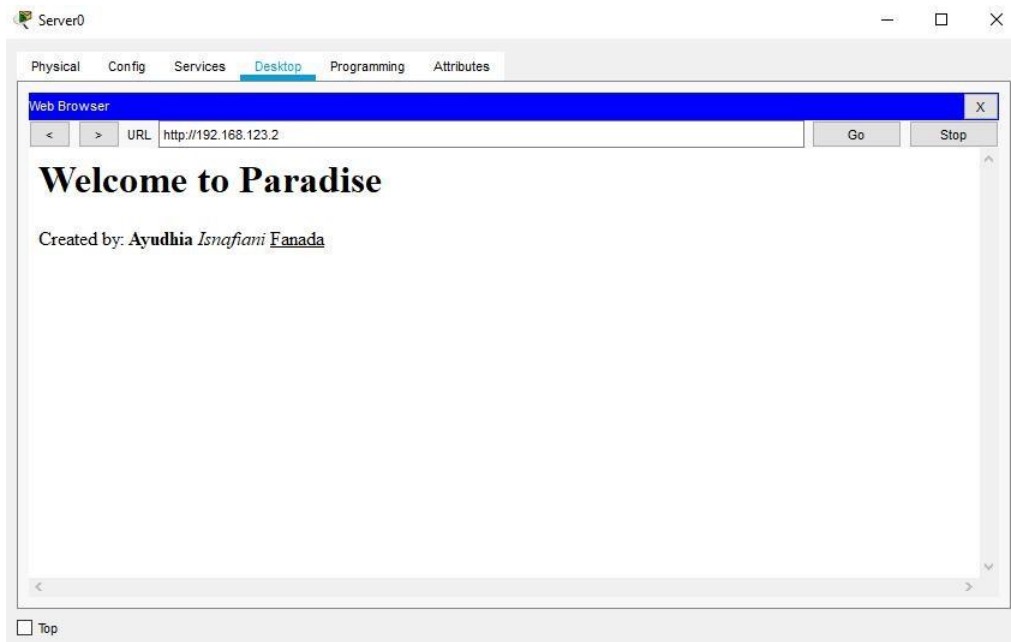 Server0
Physical Config Services Desktop Programming Attributes
Web Browser X
< > URL http://192.168.123.2 Go Stop
Welcome to Paradise
Created by: Ayudhia Isnafiani Fanada
Top